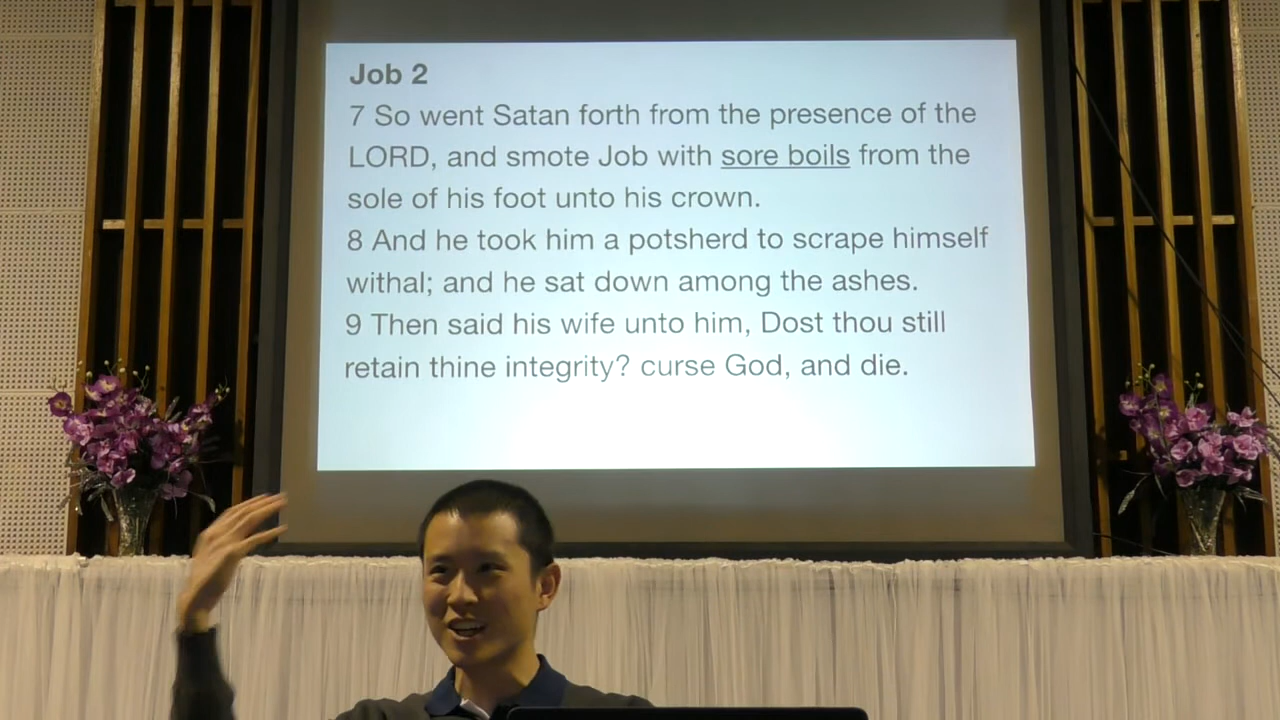 Job 2
7 So went Satan forth from the presence of the
LORD, and smote Job with sore boils from the
sole of his foot unto his crown.
8 And he took him a potsherd to scrape himself
withal; and he sat down among the ashes.
9 Then said his wife unto him, Dost thou still
retain thine integrity? curse God, and die.